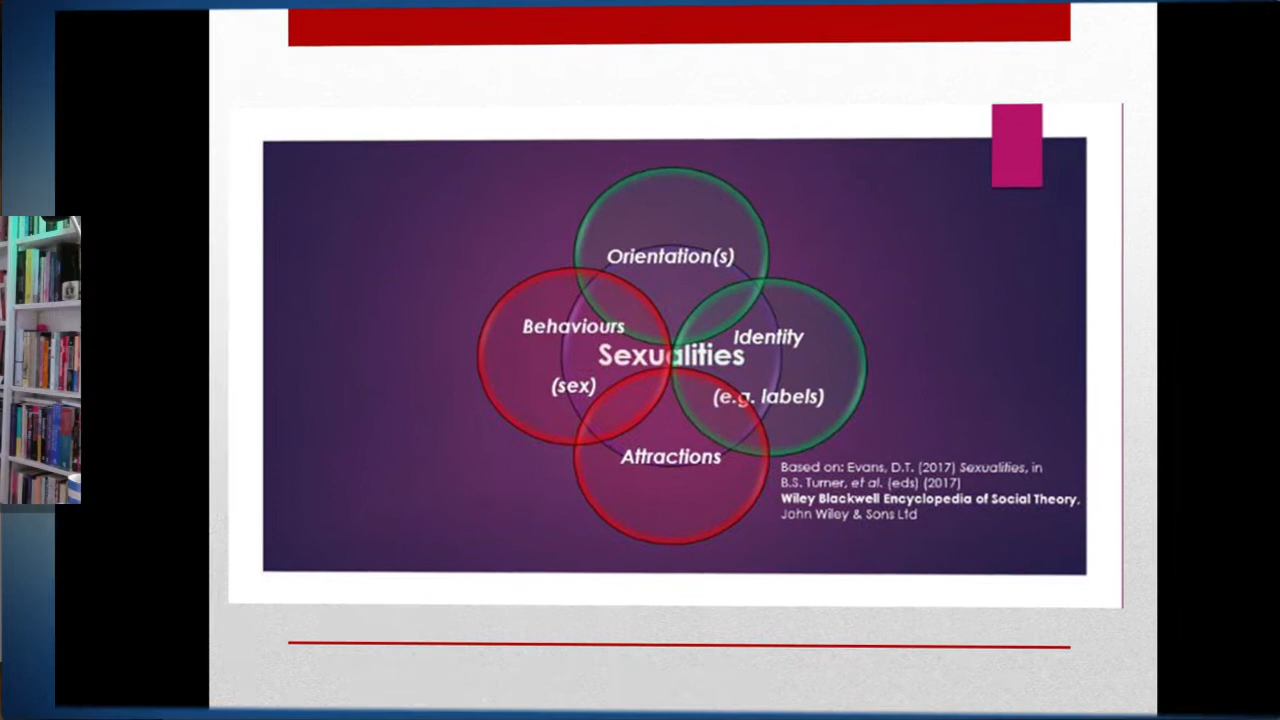 Orientation(s)
Behaviours
Identity
Sexualities
(sex)
(e.g. labels)
Attractions
Based on: Evans, D.T. (2017) Sexualities, in
B.S. Turner, et al. (eds) (2017)
Wiley Blackwell Encyclopedia of Social Theory,
John Wiley & Sons Ltd